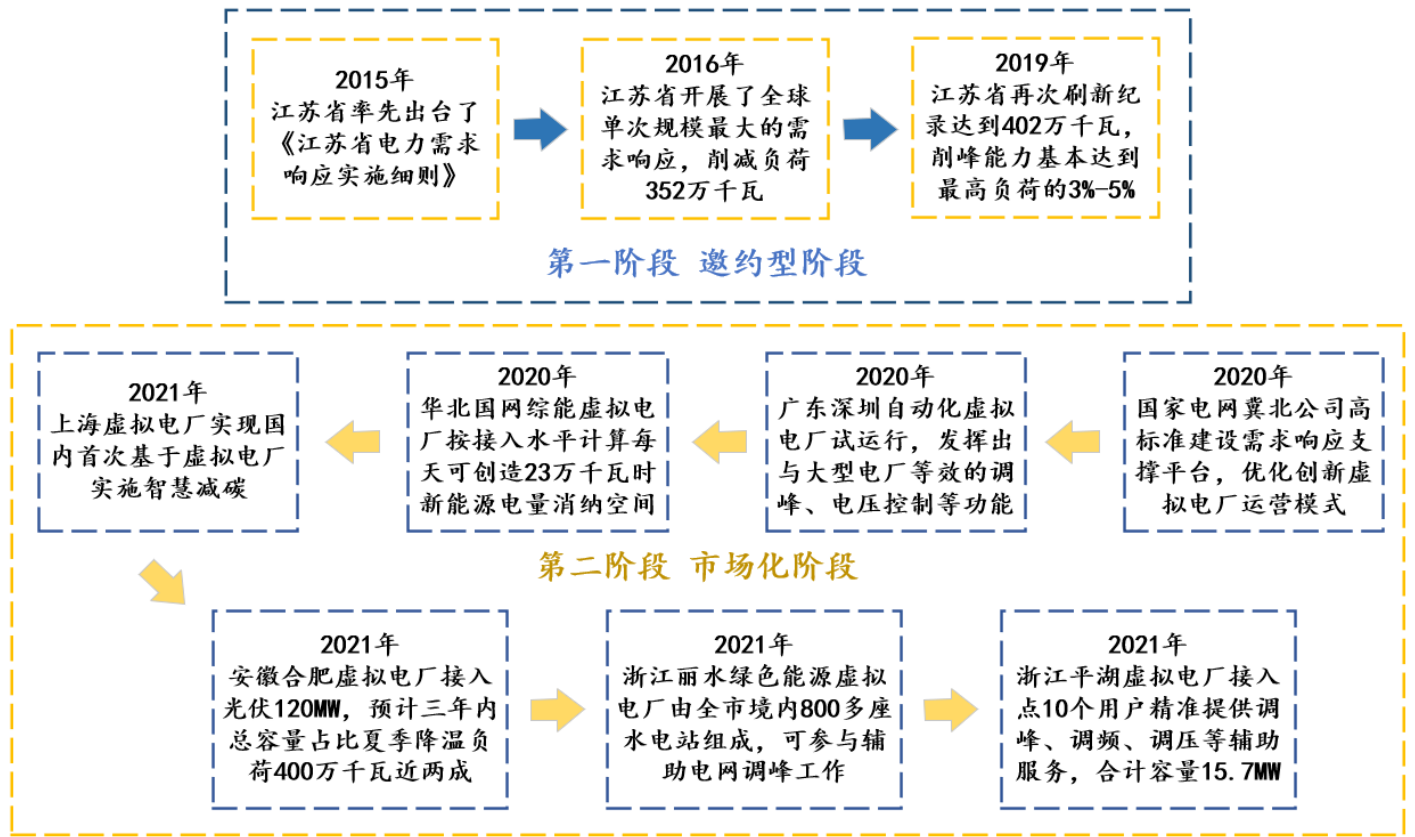 2015年
江苏省率先出台了
《江苏省电力需求
响应实施细则》
2016年
江苏省开展了全球
单次规模最大的需
求响应，削减负荷
352万千瓦
2019年
江苏省再次刷新纪
录达到402万千瓦，
削峰能力基本达到
最高负荷的3%-5%
第一阶段 邀约型阶段
2020年
国家电网冀北公司高
标准建设需求响应支
撑平台，优化创新虚
拟电厂运营模式
2020年
广东深圳自动化虚拟
电厂试运行，发挥出
与大型电厂等效的调
峰、电压控制等功能
2020年
华北国网综能虚拟电
厂按接入水平计算每
天可创造23万千瓦时
新能源电量消纳空间
2021年
上海虚拟电厂实现国
内首次基于虚拟电厂
实施智慧减碳
第二阶段 市场化阶段
2021年
安徽合肥虚拟电厂接入
光伏120MW，预计三年内
总容量占比夏季降温负
荷400万千瓦近两成
2021年
浙江丽水绿色能源虚拟
电厂由全市境内800多座
水电站组成，可参与辅
助电网调峰工作
2021年
浙江平湖虚拟电厂接入
点10个用户精准提供调
峰、调频、调压等辅助
服务，合计容量15.7MW